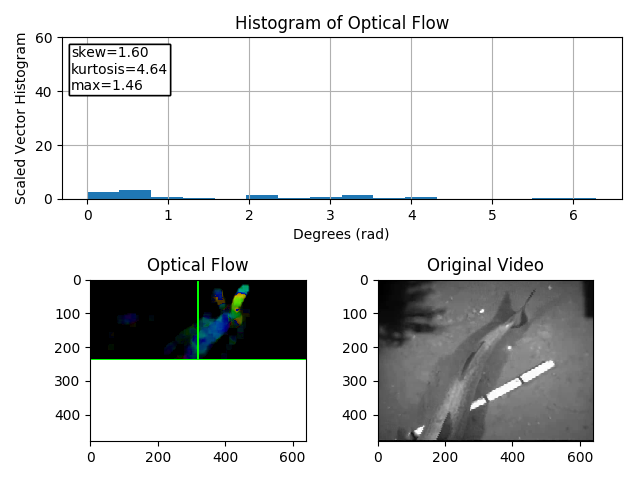 Histogram of Optical Flow
Scaled Vector Histogram
60
40
20
0
skew=1.60
kurtosis=4.64
max=1.46
0 1 2 3 4 5 6
Degrees (rad)
Optical Flow
0
100
200
300
400
0 200 400 600
Original Video
0
100
200
300
400
0 200 400 600